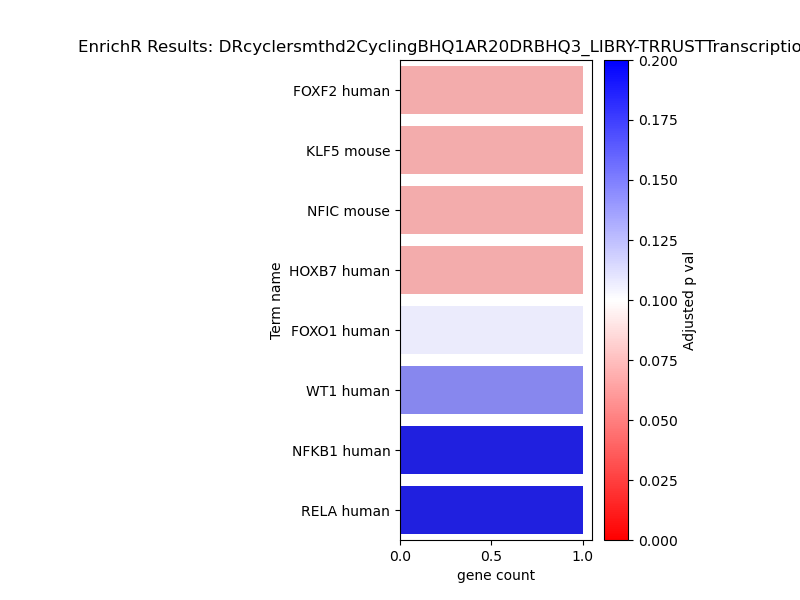 EnrichR Results: DRcyclersmthd2CyclingBHQ1AR20DRBHQ3_LIBRY-TRRUSTTranscriptio
FOXF2 human
KLF5 mouse
NFIC mouse
HOXB7 human
FOXO1 human
WT1 human
NFKB1 human
RELA human
Term name
0.0 0.5 1.0
gene count
0.200
0.175
0.150
0.125
0.100
0.075
0.050
0.025
0.000
Adjusted p val